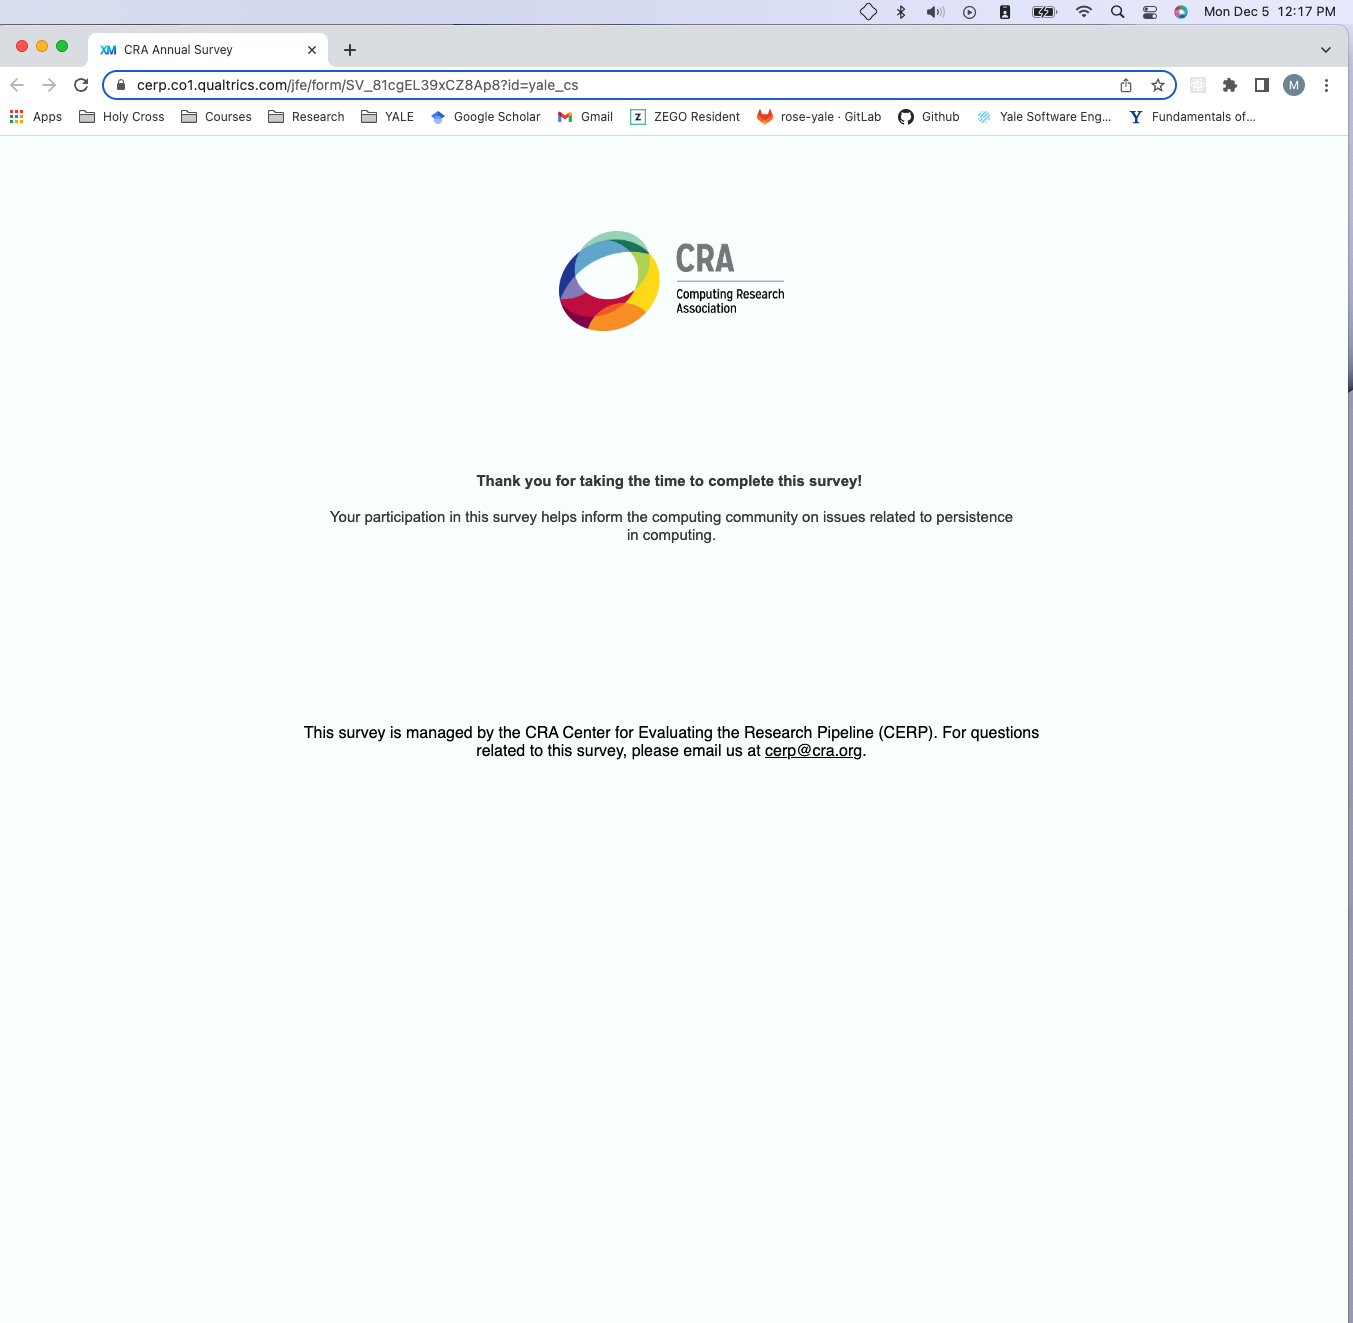 Mon Dec 5 12:17 PM
XM CRA Annual Survey
cerp.co1.qualtrics.com/jfe/form/SV_81cgEL39xCZ8Ap8?id=yale_cs
M
Apps Holy Cross Courses Research YALE Google Scholar Gmail Z ZEGO Resident rose-yale · GitLab Github Yale Software Eng... Y Fundamentals of...
CRA
Computing Research
Association
Thank you for taking the time to complete this survey!
Your participation in this survey helps inform the computing community on issues related to persistence
in computing.
This survey is managed by the CRA Center for Evaluating the Research Pipeline (CERP). For questions
related to this survey, please email us at cerp@cra.org.